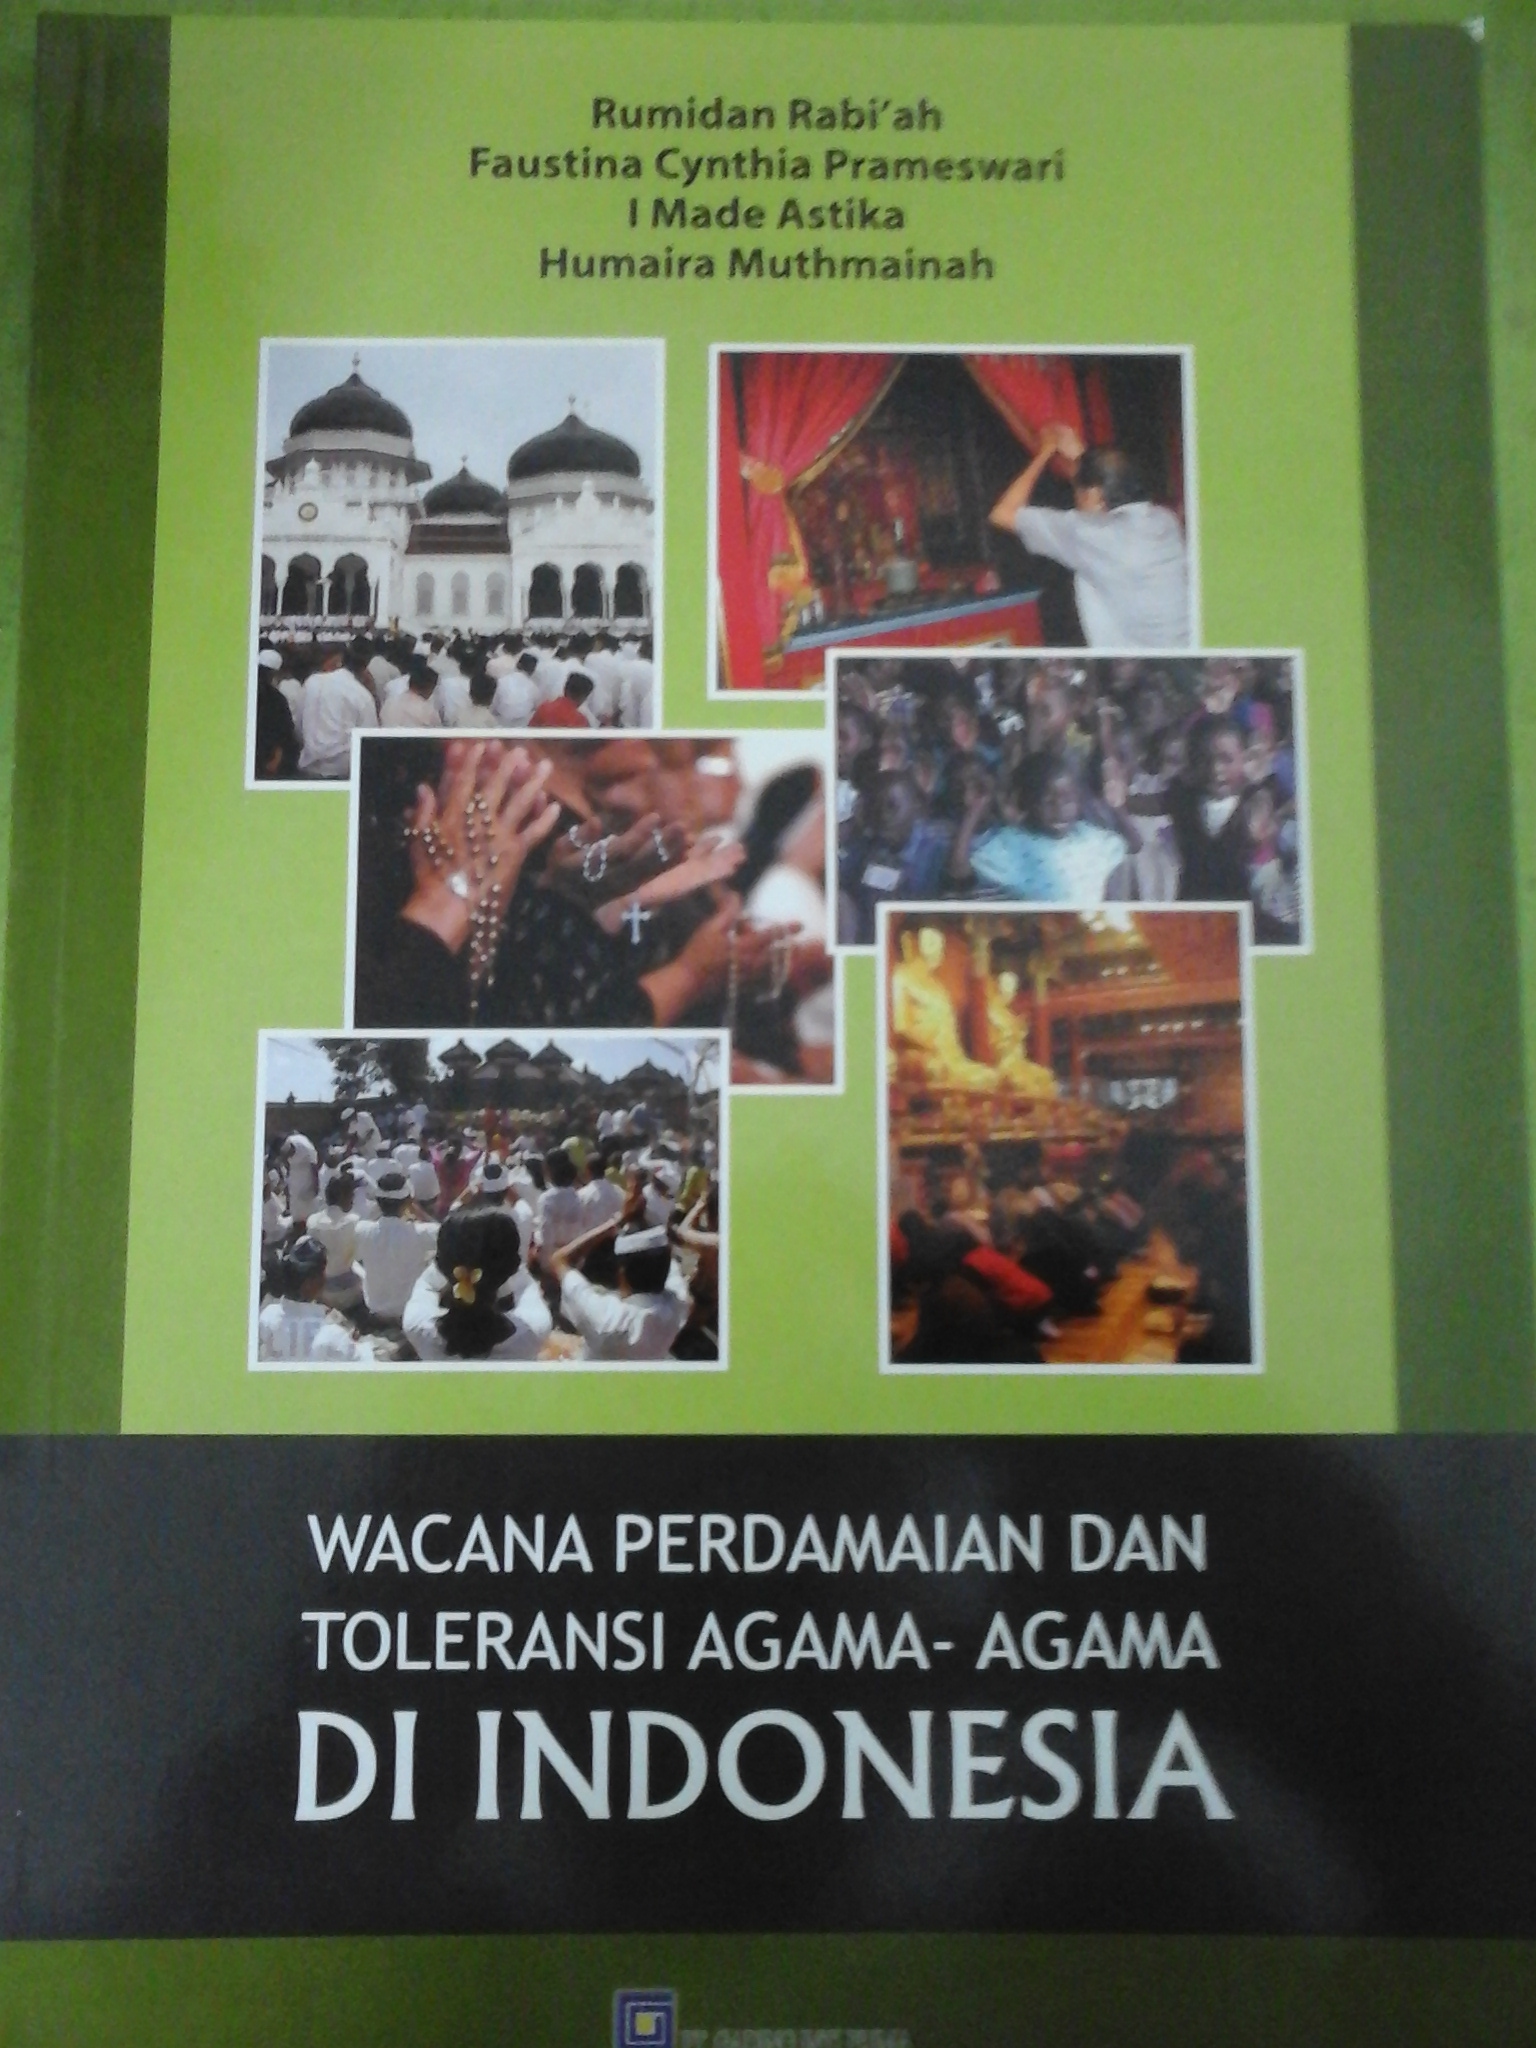 Rumidan Rabi'ah
Faustina Cynthia Prameswari
I Made Astika
Humaira Muthmainah
WACANA PERDAMAIAN DAN
TOLERANSI AGAMA- AGAMA
DI INDONESIA